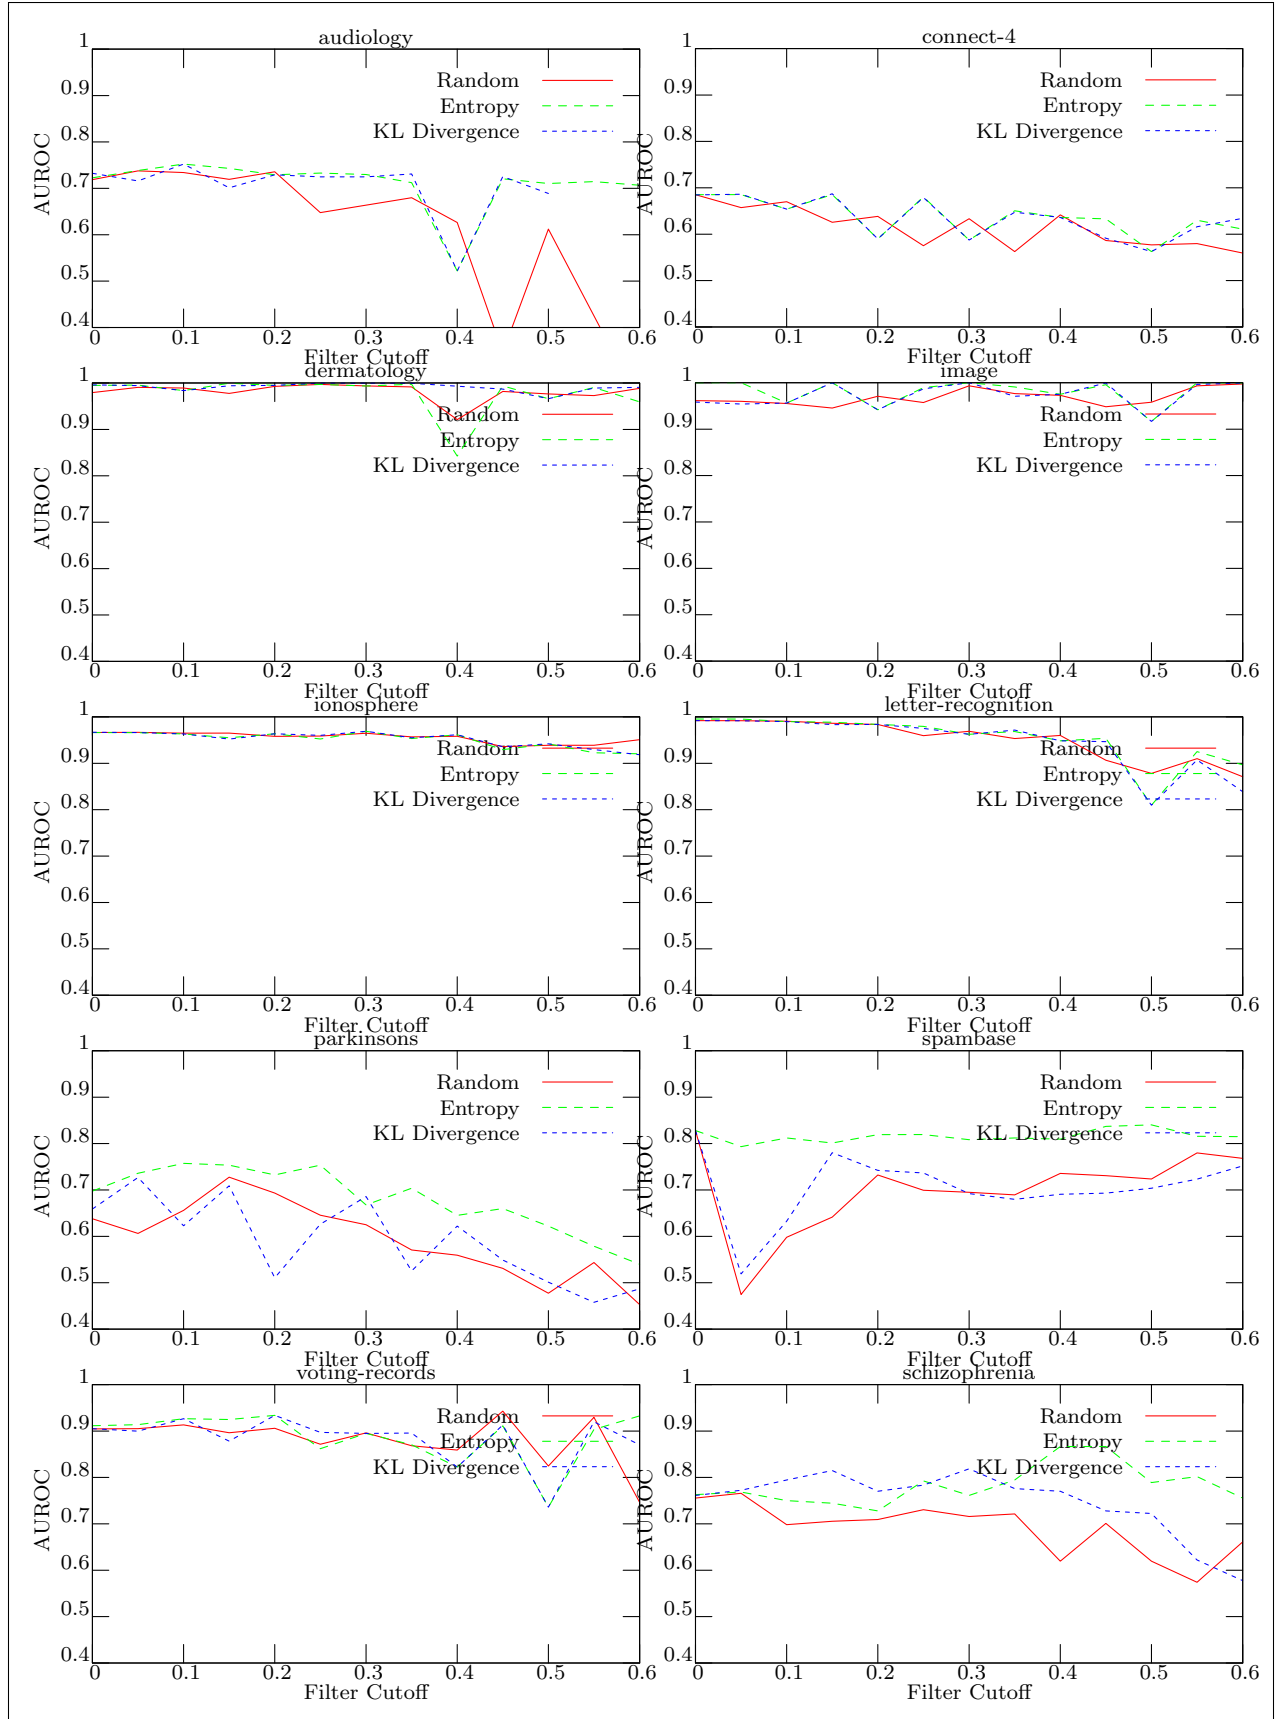 audiology
1
0.9
0.8
0.7
0.6
0.5
0.4
0 0.1 0.2 0.3 0.4 0.5 0.6
AUROC
Filter Cutoff
Random
Entropy
KL Divergence
connect-4
1
0.9
0.8
0.7
0.6
0.5
0.4
0 0.1 0.2 0.3 0.4 0.5 0.6
AUROC
Filter Cutoff
Random
Entropy
KL Divergence
dermatology
1
0.9
0.8
0.7
0.6
0.5
0.4
0 0.1 0.2 0.3 0.4 0.5 0.6
AUROC
Filter Cutoff
Random
Entropy
KL Divergence
image
1
0.9
0.8
0.7
0.6
0.5
0.4
0 0.1 0.2 0.3 0.4 0.5 0.6
AUROC
Filter Cutoff
Random
Entropy
KL Divergence
ionosphere
1
0.9
0.8
0.7
0.6
0.5
0.4
0 0.1 0.2 0.3 0.4 0.5 0.6
AUROC
Filter Cutoff
Random
Entropy
KL Divergence
letter-recognition
1
0.9
0.8
0.7
0.6
0.5
0.4
0 0.1 0.2 0.3 0.4 0.5 0.6
AUROC
Filter Cutoff
Random
Entropy
KL Divergence
parkinsons
1
0.9
0.8
0.7
0.6
0.5
0.4
0 0.1 0.2 0.3 0.4 0.5 0.6
AUROC
Filter Cutoff
Random
Entropy
KL Divergence
spambase
1
0.9
0.8
0.7
0.6
0.5
0.4
0 0.1 0.2 0.3 0.4 0.5 0.6
AUROC
Filter Cutoff
Random
Entropy
KL Divergence
voting-records
1
0.9
0.8
0.7
0.6
0.5
0.4
0 0.1 0.2 0.3 0.4 0.5 0.6
AUROC
Filter Cutoff
Random
Entropy
KL Divergence
schizophrenia
1
0.9
0.8
0.7
0.6
0.5
0.4
0 0.1 0.2 0.3 0.4 0.5 0.6
AUROC
Filter Cutoff
Random
Entropy
KL Divergence